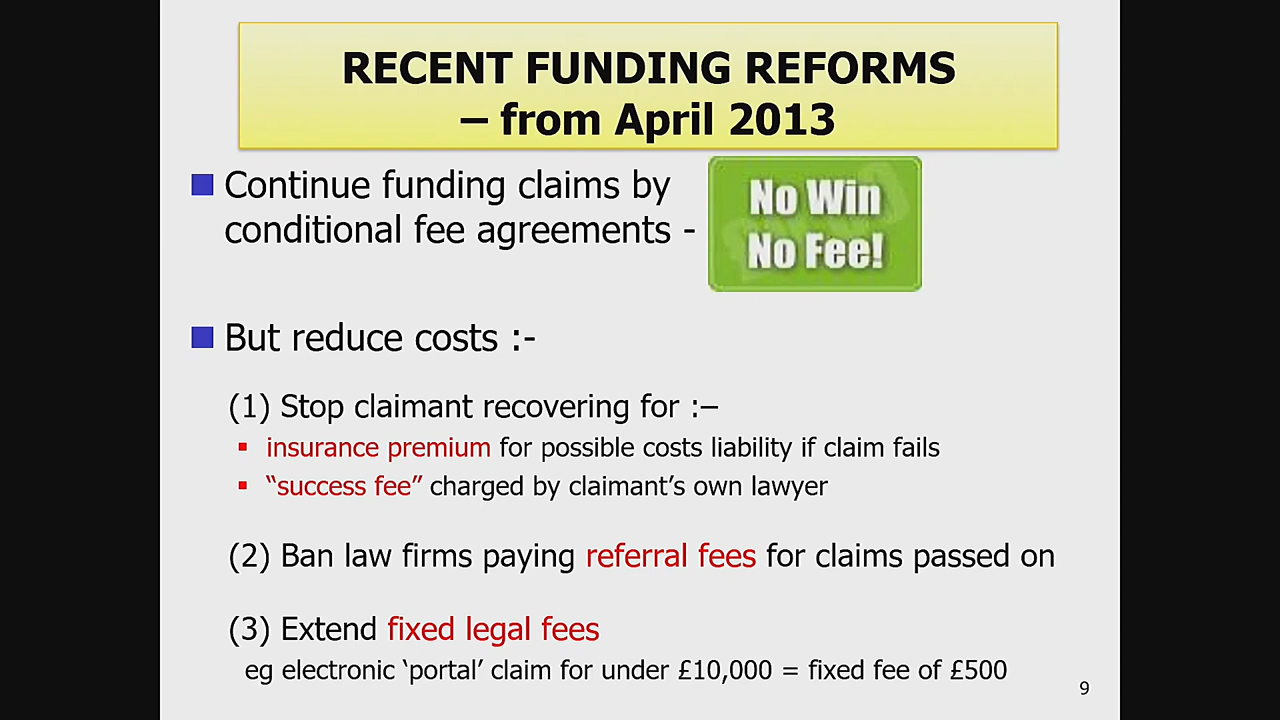 RECENT FUNDING REFORMS
– from April 2013
Continue funding claims by
conditional fee agreements -
No Win
No Fee!
But reduce costs :-
(1) Stop claimant recovering for :–
insurance premium for possible costs liability if claim fails
“success fee” charged by claimant’s own lawyer
(2) Ban law firms paying referral fees for claims passed on
(3) Extend fixed legal fees
eg electronic ‘portal’ claim for under £10,000 = fixed fee of £500
9